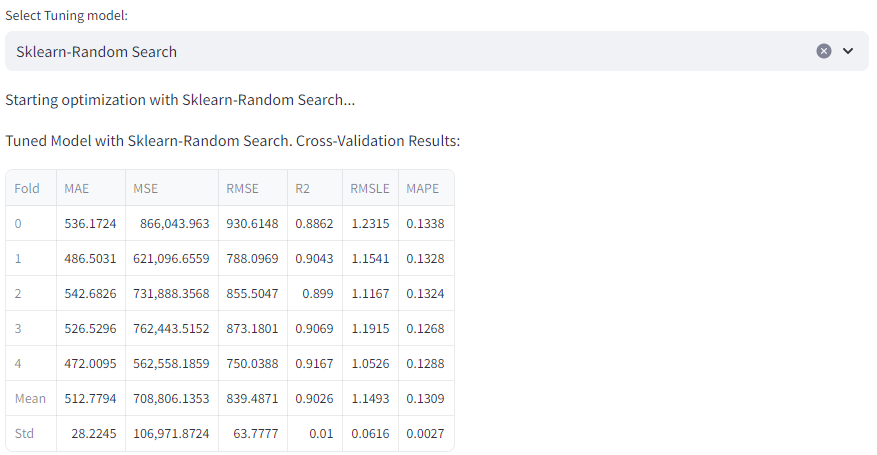 Select Tuning model:
Sklearn-Random Search
Starting optimization with Sklearn-Random Search...
Tuned Model with Sklearn-Random Search. Cross-Validation Results:
Fold MAE MSE RMSE R2 RMSLE MAPE
0 536.1724 866,043.963 930.6148 0.8862 1.2315 0.1338
1 486.5031 621,096.6559 788.0969 0.9043 1.1541 0.1328
2 542.6826 731,888.3568 855.5047 0.899 1.1167 0.1324
3 526.5296 762,443.5152 873.1801 0.9069 1.1915 0.1268
4 472.0095 562,558.1859 750.0388 0.9167 1.0526 0.1288
Mean 512.7794 708,806.1353 839.4871 0.9026 1.1493 0.1309
Std 28.2245 106,971.8724 63.7777 0.01 0.0616 0.0027